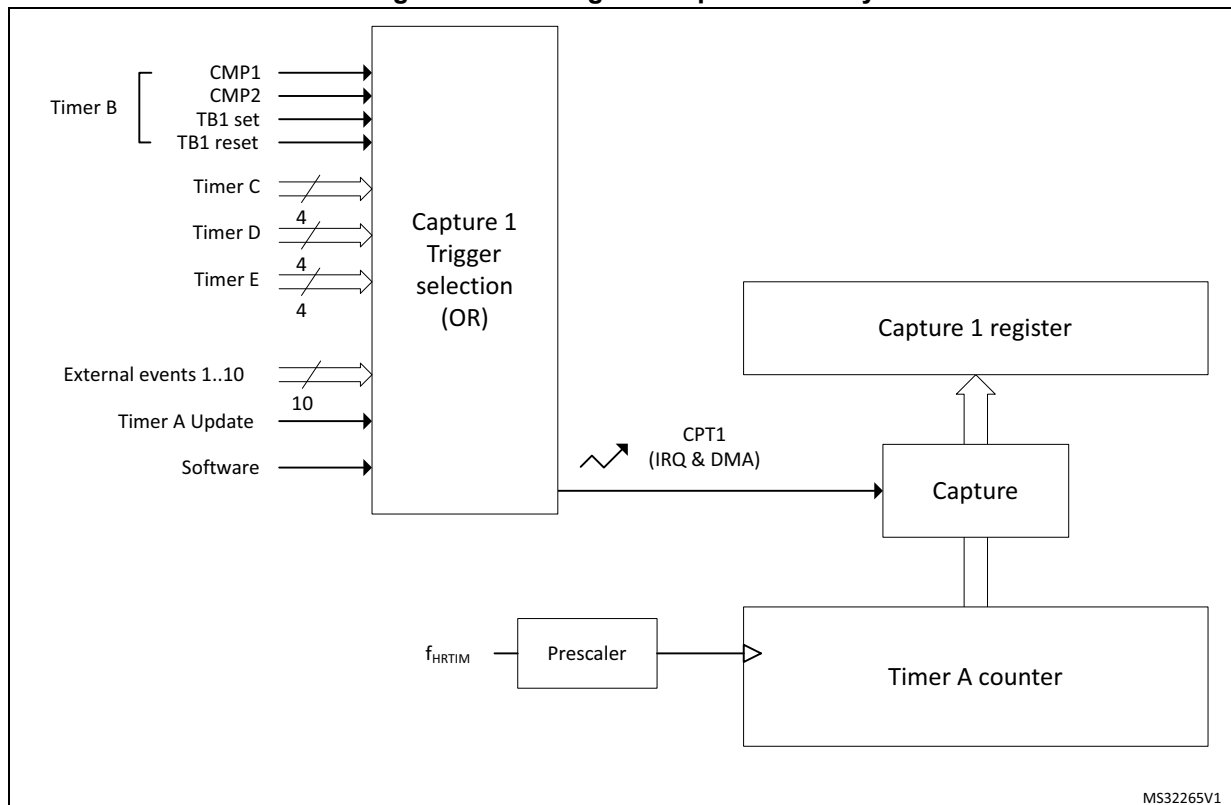 CMP1
CMP2
Timer B
TB1 set
TB1 reset
Timer C
4
Timer D
4
Timer E
4
External events 1..10
10
Timer A Update
Software
Capture 1
Trigger
selection
(OR)
CPT1
(IRQ & DMA)
Capture 1 register
Capture
fHRTIM
Prescaler
Timer A counter
MS32265V1